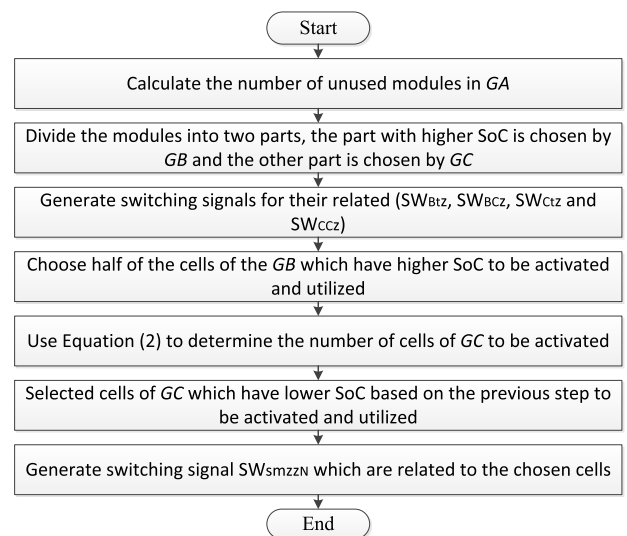 Start
Calculate the number of unused modules in GA
Divide the modules into two parts, the part with higher SoC is chosen by
GB and the other part is chosen by GC
Generate switching signals for their related (SWBtz, SWBCz, SWCtz and
SWCCz)
Choose half of the cells of the GB which have higher SoC to be activated
and utilized
Use Equation (2) to determine the number of cells of GC to be activated
Selected cells of GC which have lower SoC based on the previous step to
be activated and utilized
Generate switching signal SWsmzzN which are related to the chosen cells
End